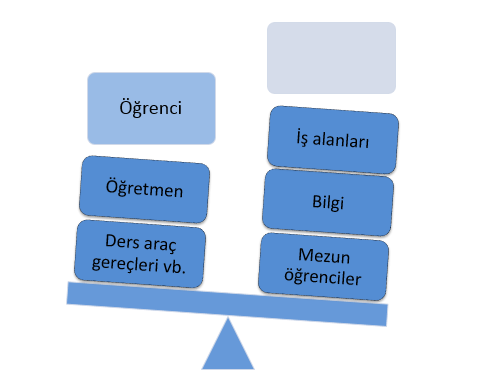 Öğrenci
Öğretmen
Ders araç
gereçleri vb.
İş alanları
Bilgi
Mezun
öğrenciler